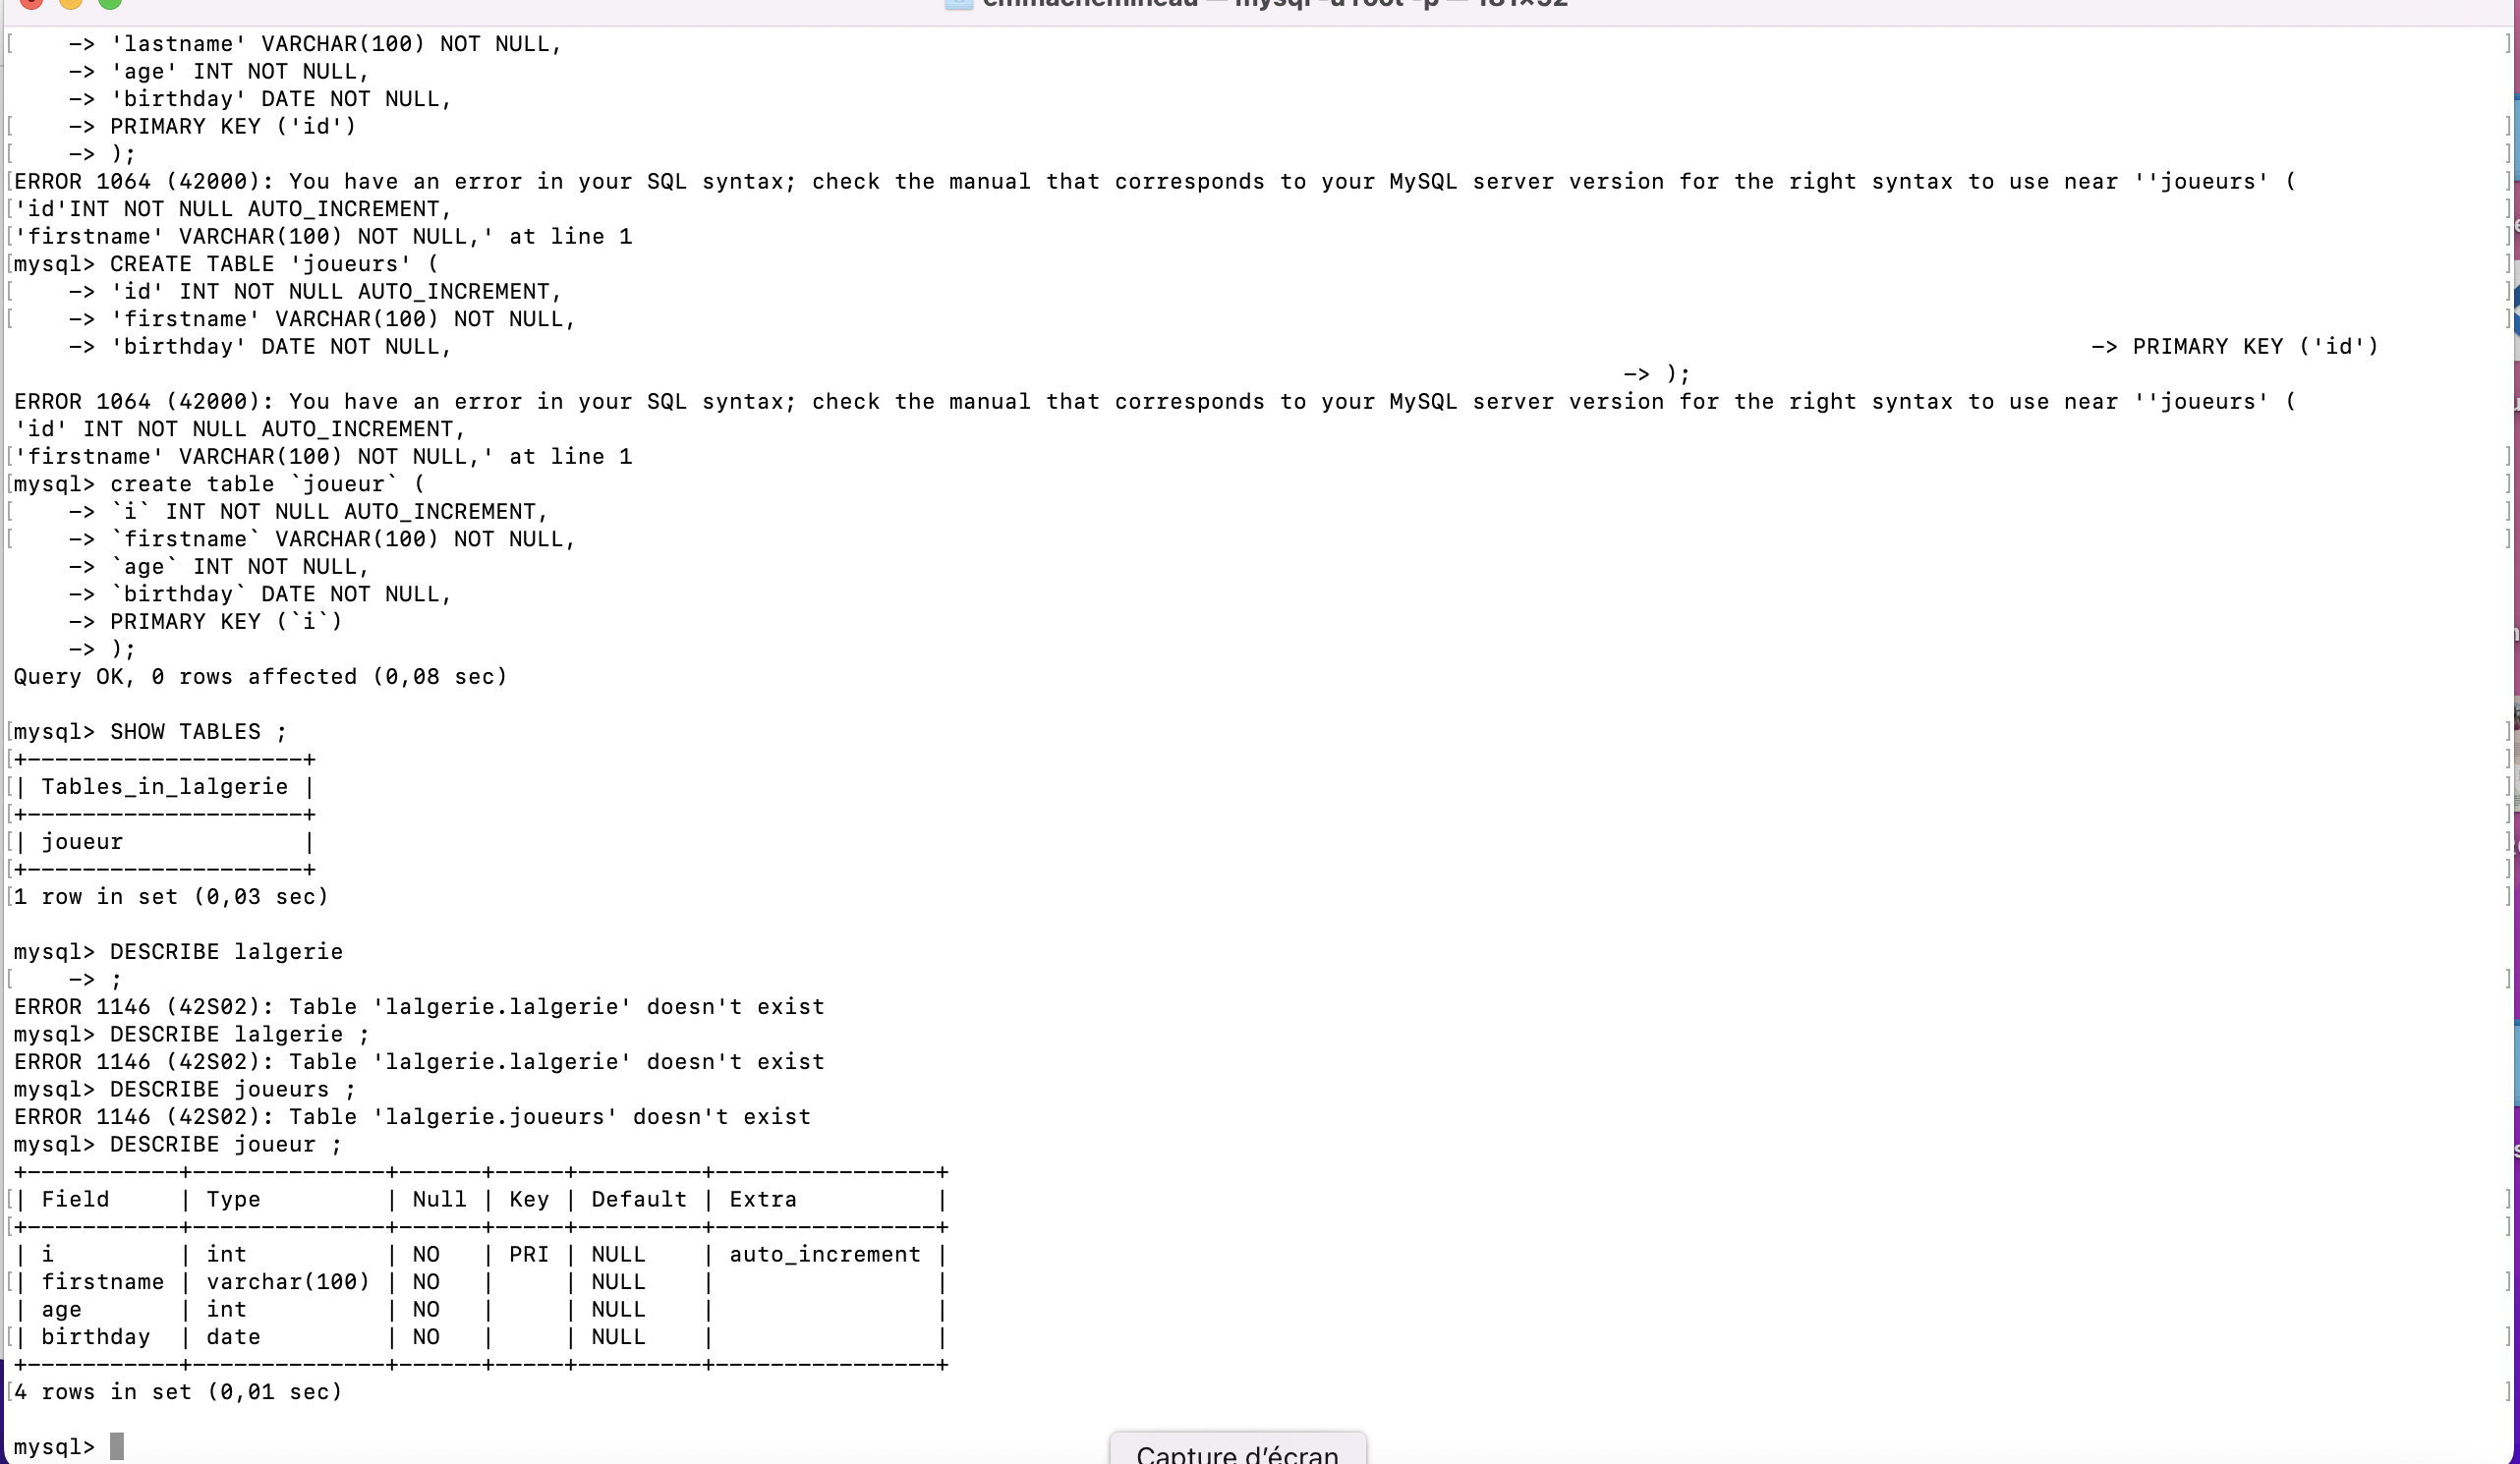 -> 'lastname' VARCHAR(100) NOT NULL,
-> 'age' INT NOT NULL,
-> 'birthday' DATE NOT NULL,
-> PRIMARY KEY ('id')
-> );
ERROR 1064 (42000): You have an error in your SQL syntax; check the manual that corresponds to your MySQL server version for the right syntax to use near ''joueurs' (
'id'INT NOT NULL AUTO_INCREMENT,
'firstname' VARCHAR(100) NOT NULL,' at line 1
mysql> CREATE TABLE 'joueurs' (
-> 'id' INT NOT NULL AUTO_INCREMENT,
-> 'firstname' VARCHAR(100) NOT NULL,
-> 'birthday' DATE NOT NULL, -> PRIMARY KEY ('id')
-> );
ERROR 1064 (42000): You have an error in your SQL syntax; check the manual that corresponds to your MySQL server version for the right syntax to use near ''joueurs' (
'id' INT NOT NULL AUTO_INCREMENT,
'firstname' VARCHAR(100) NOT NULL,' at line 1
mysql> create table `joueur` (
-> `i` INT NOT NULL AUTO_INCREMENT,
-> `firstname` VARCHAR(100) NOT NULL,
-> `age` INT NOT NULL,
-> `birthday` DATE NOT NULL,
-> PRIMARY KEY (`i`)
-> );
Query OK, 0 rows affected (0,08 sec)
mysql> SHOW TABLES ;
+--------------------+
| Tables_in_lalgerie |
+--------------------+
| joueur             |
+--------------------+
1 row in set (0,03 sec)
mysql> DESCRIBE lalgerie
-> ;
ERROR 1146 (42S02): Table 'lalgerie.lalgerie' doesn't exist
mysql> DESCRIBE lalgerie ;
ERROR 1146 (42S02): Table 'lalgerie.lalgerie' doesn't exist
mysql> DESCRIBE joueurs ;
ERROR 1146 (42S02): Table 'lalgerie.joueurs' doesn't exist
mysql> DESCRIBE joueur ;
+-----------+--------------+------+-----+---------+----------------+
| Field     | Type         | Null | Key | Default | Extra          |
+-----------+--------------+------+-----+---------+----------------+
| i         | int          | NO   | PRI | NULL    | auto_increment |
| firstname | varchar(100) | NO   |     | NULL    |                |
| age       | int          | NO   |     | NULL    |                |
| birthday  | date         | NO   |     | NULL    |                |
+-----------+--------------+------+-----+---------+----------------+
4 rows in set (0,01 sec)
mysql>
Capture d'écran